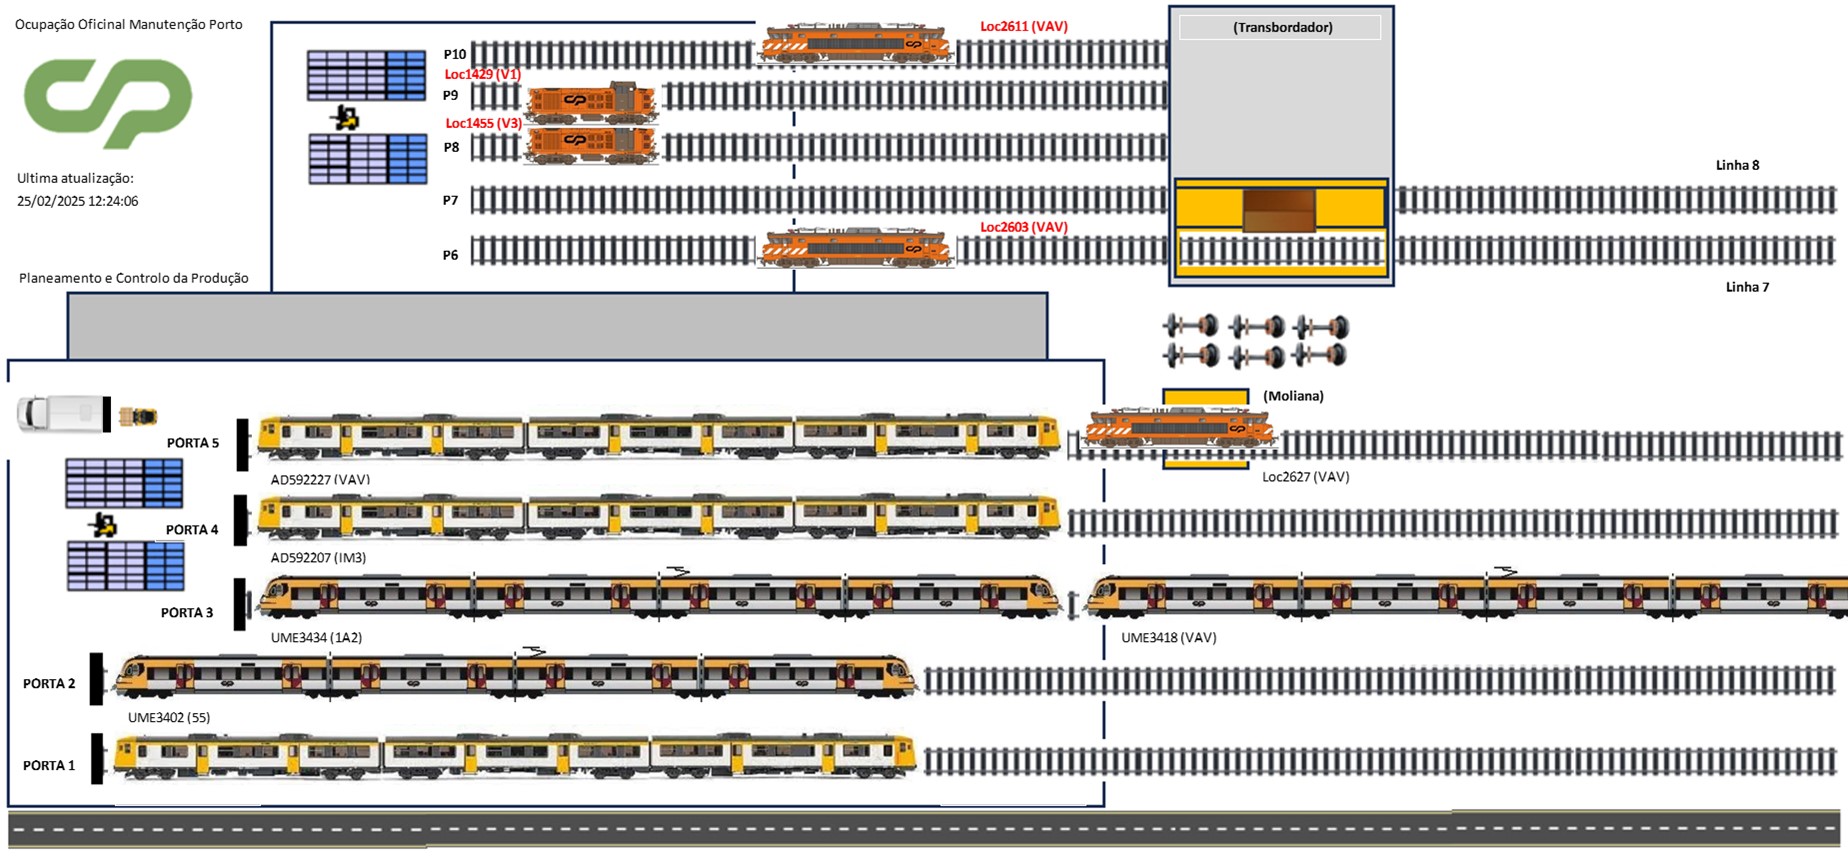 Ocupação Oficinal Manutenção Porto
Ultima atualização:
25/02/2025 12:24:06
Planeamento e Controlo da Produção
P10
Loc2611 (VAV)
Loc1429 (V1)
P9
Loc1455 (V3)
P8
P7
Loc2603 (VAV)
P6
(Transbordador)
Linha 8
Linha 7
(Moliana)
PORTA 5
AD592227 (VAV)
Loc2627 (VAV)
PORTA 4
AD592207 (IM3)
PORTA 3
UME3434 (1A2)
UME3418 (VAV)
PORTA 2
UME3402 (55)
PORTA 1